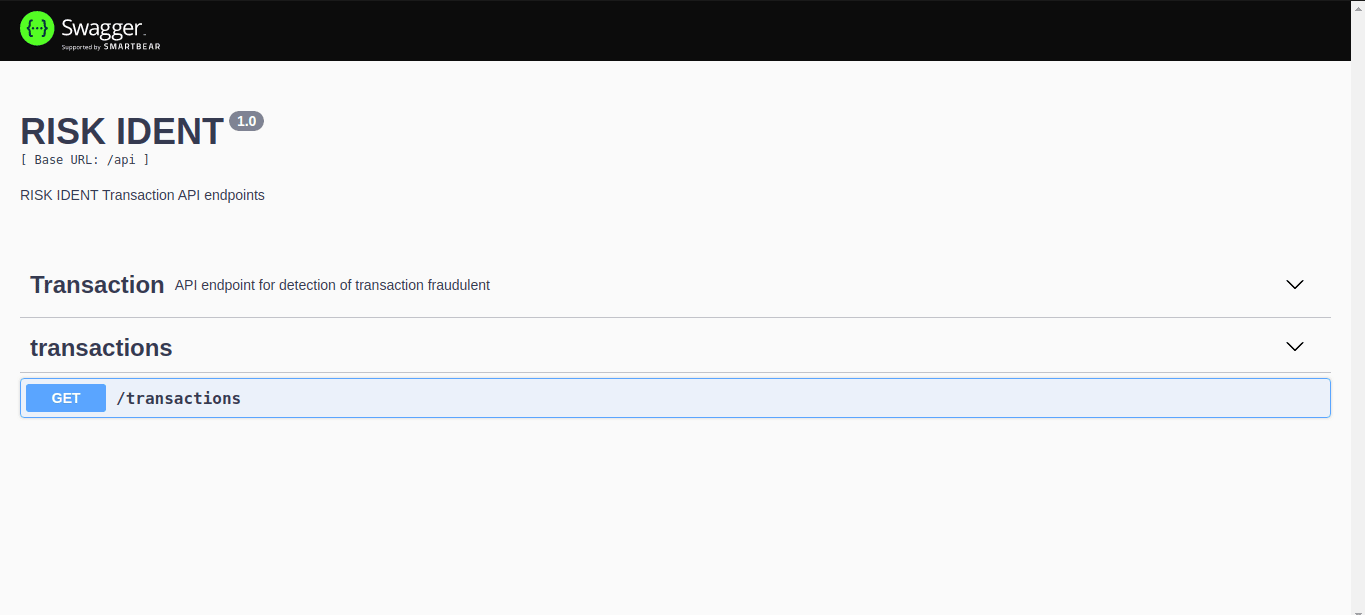 {···} Swagger™
Supported by SMARTBEAR
RISK IDENT 1.0
[ Base URL: /api ]
RISK IDENT Transaction API endpoints
Transaction API endpoint for detection of transaction fraudulent
transactions
GET /transactions